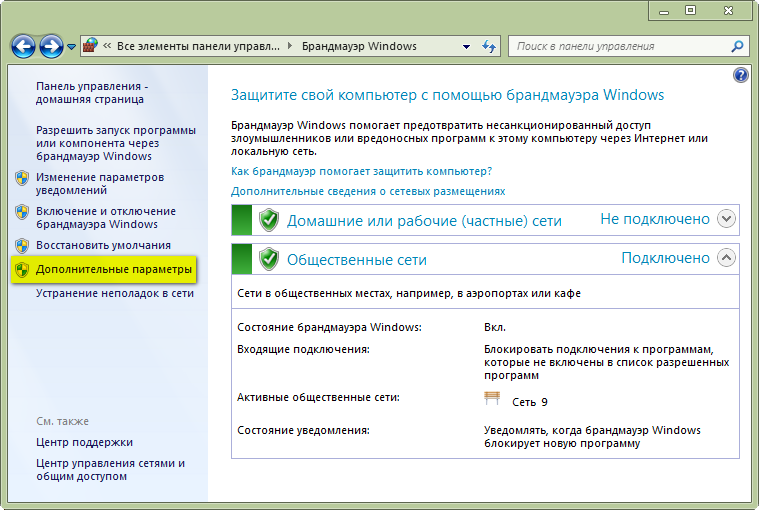 Все элементы панели управл...
Брандмауэр Windows
Поиск в панели управления
Панель управления -
домашняя страница
Разрешить запуск программы
или компонента через
брандмауэр Windows
Изменение параметров
уведомлений
Включение и отключение
брандмауэра Windows
Восстановить умолчания
Дополнительные параметры
Устранение неполадок в сети
См. также
Центр поддержки
Центр управления сетями и
общим доступом
Защитите свой компьютер с помощью брандмауэра Windows
Брандмауэр Windows помогает предотвратить несанкционированный доступ
злоумышленников или вредоносных программ к этому компьютеру через Интернет или
локальную сеть.
Как брандмауэр помогает защитить компьютер?
Дополнительные сведения о сетевых размещениях
Домашние или рабочие (частные) сети Не подключено
Общественные сети Подключено
Сети в общественных местах, например, в аэропортах или кафе
Состояние брандмауэра Windows: Вкл.
Входящие подключения: Блокировать подключения к программам,
которые не включены в список разрешенных
программ
Активные общественные сети: Сеть 9
Состояние уведомления: Уведомлять, когда брандмауэр Windows
блокирует новую программу